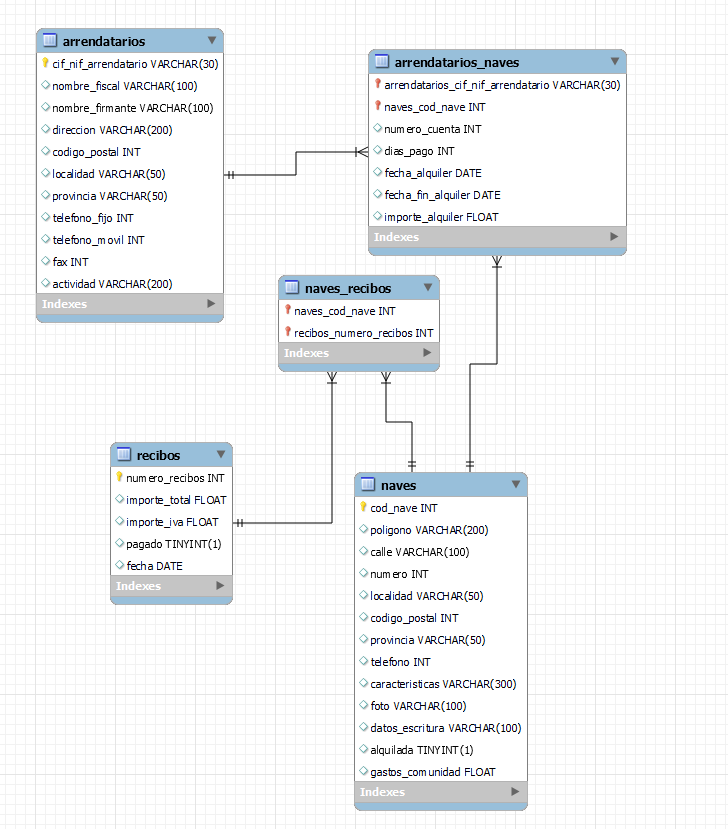 arrendatarios
cif_nif_arrendatario VARCHAR(30)
nombre_fiscal VARCHAR(100)
nombre_firmante VARCHAR(100)
direccion VARCHAR(200)
codigo_postal INT
localidad VARCHAR(50)
provincia VARCHAR(50)
telefono_fijo INT
telefono_movil INT
fax INT
actividad VARCHAR(200)
Indexes
arrendatarios_naves
arrendatarios_cif_nif_arrendatario VARCHAR(30)
naves_cod_nave INT
numero_cuenta INT
dias_pago INT
fecha_alquiler DATE
fecha_fin_alquiler DATE
importe_alquiler FLOAT
Indexes
naves_recibos
naves_cod_nave INT
recibos_numero_recibos INT
Indexes
recibos
numero_recibos INT
importe_total FLOAT
importe_iva FLOAT
pagado TINYINT(1)
fecha DATE
Indexes
naves
cod_nave INT
poligono VARCHAR(200)
calle VARCHAR(100)
numero INT
localidad VARCHAR(50)
codigo_postal INT
provincia VARCHAR(50)
telefono INT
caracteristicas VARCHAR(300)
foto VARCHAR(100)
datos_escritura VARCHAR(100)
alquilada TINYINT(1)
gastos_comunidad FLOAT
Indexes